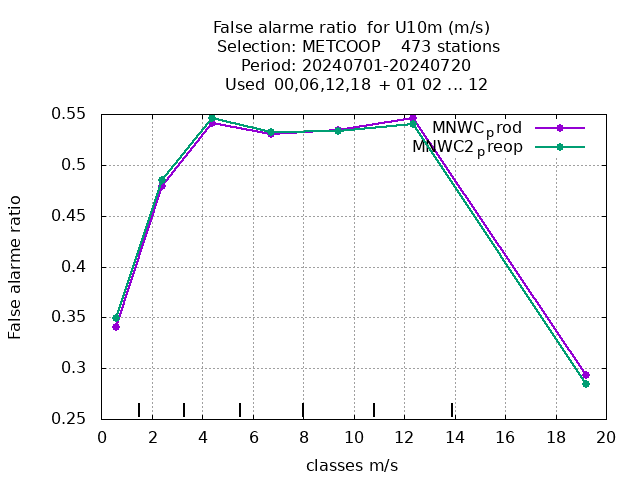 False alarme ratio  for U10m (m/s)
Selection: METCOOP    473 stations
Period: 20240701-20240720
Used  00,06,12,18  + 01 02 ... 12
MNWCprod
MNWC2preop
False alarme ratio
0.55
0.5
0.45
0.4
0.35
0.3
0.25
0 2 4 6 8 10 12 14 16 18 20
classes m/s